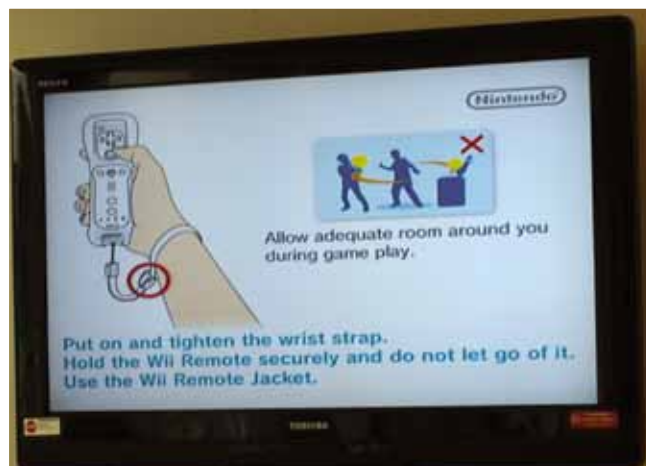 Nintendo
Allow adequate room around you
during game play.
Put on and tighten the wrist strap.
Hold the Wii Remote securely and do not let go of it.
Use the Wii Remote Jacket.
TOSHIBA